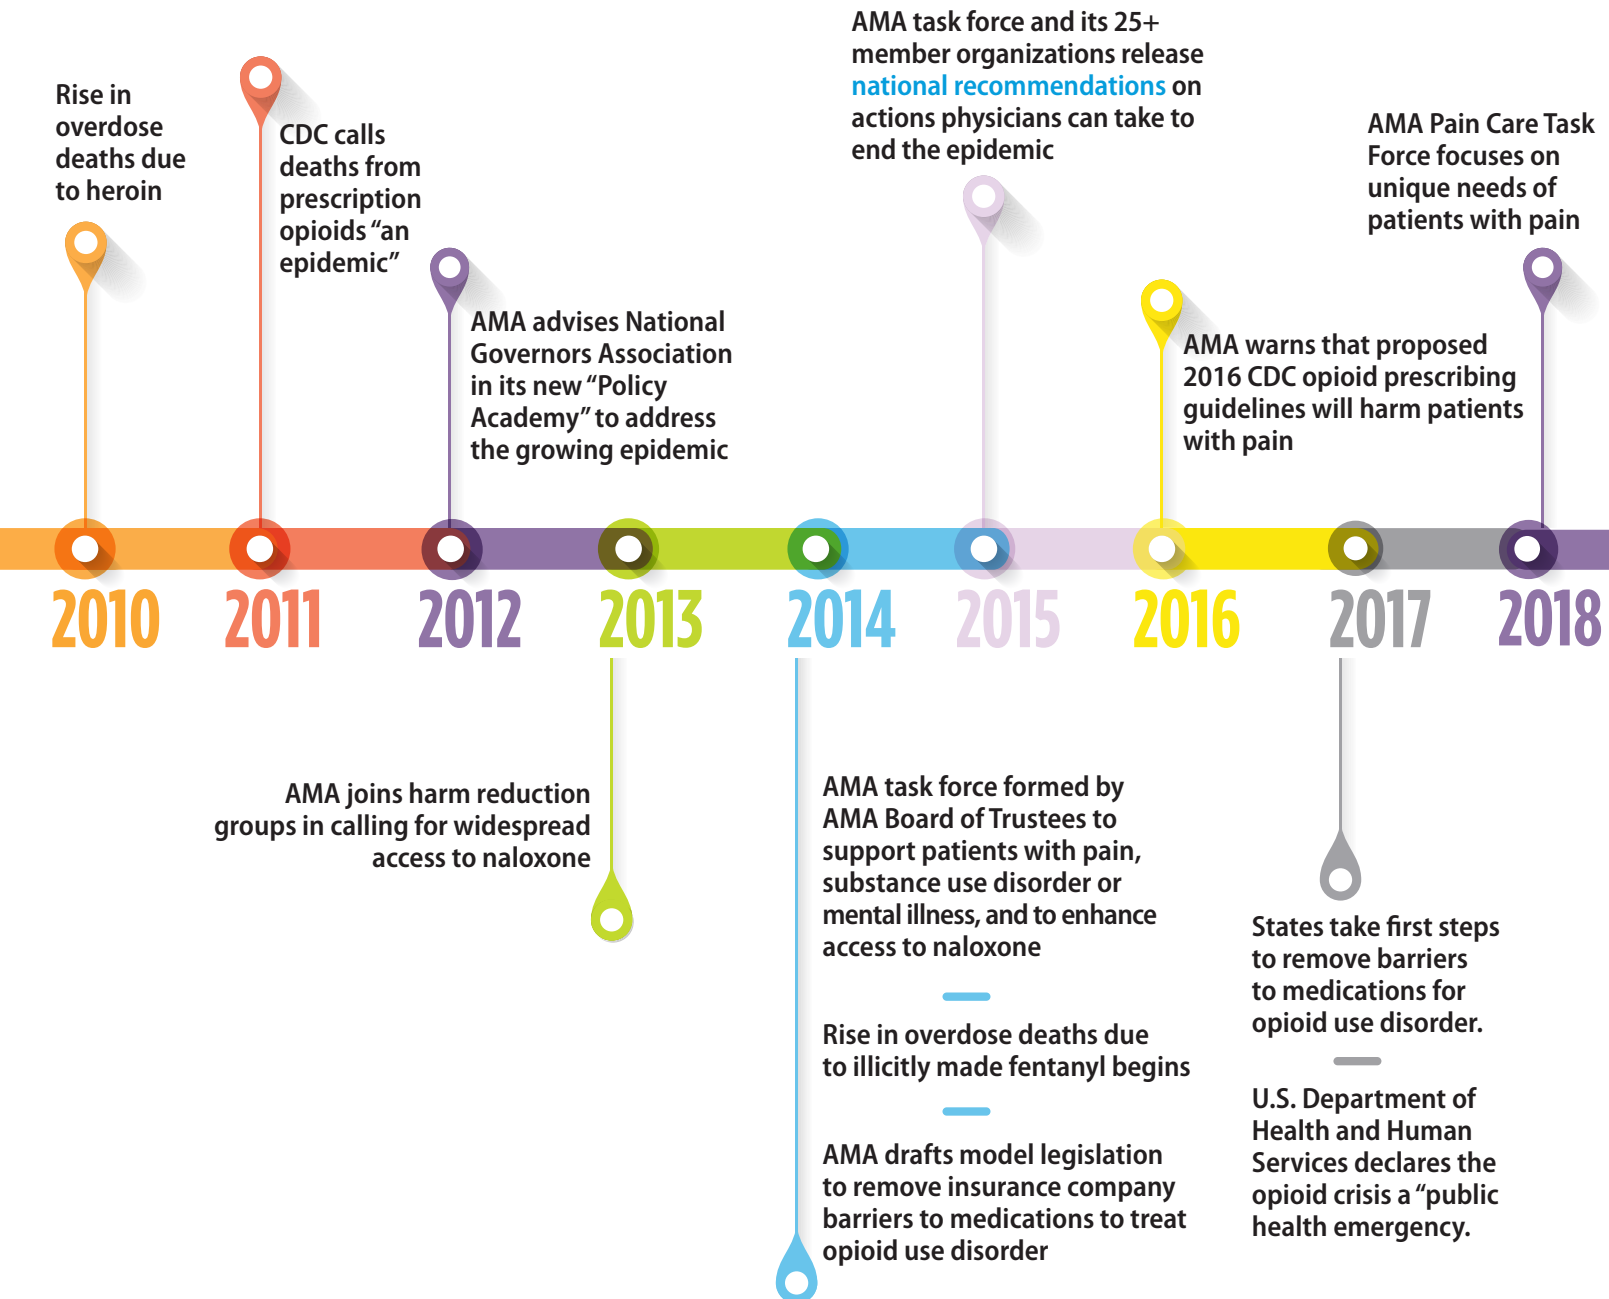 Rise in
overdose
deaths due
to heroin
CDC calls
deaths from
prescription
opioids “an
epidemic”
AMA advises National
Governors Association
in its new “Policy
Academy” to address
the growing epidemic
AMA task force and its 25+
member organizations release
national recommendations on
actions physicians can take to
end the epidemic
AMA warns that proposed
2016 CDC opioid prescribing
guidelines will harm patients
with pain
AMA Pain Care Task
Force focuses on
unique needs of
patients with pain
2010 2011 2012 2013 2014 2015 2016 2017 2018
AMA joins harm reduction
groups in calling for widespread
access to naloxone
AMA task force formed by
AMA Board of Trustees to
support patients with pain,
substance use disorder or
mental illness, and to enhance
access to naloxone
Rise in overdose deaths due
to illicitly made fentanyl begins
AMA drafts model legislation
to remove insurance company
barriers to medications to treat
opioid use disorder
States take first steps
to remove barriers
to medications for
opioid use disorder.
U.S. Department of
Health and Human
Services declares the
opioid crisis a “public
health emergency.